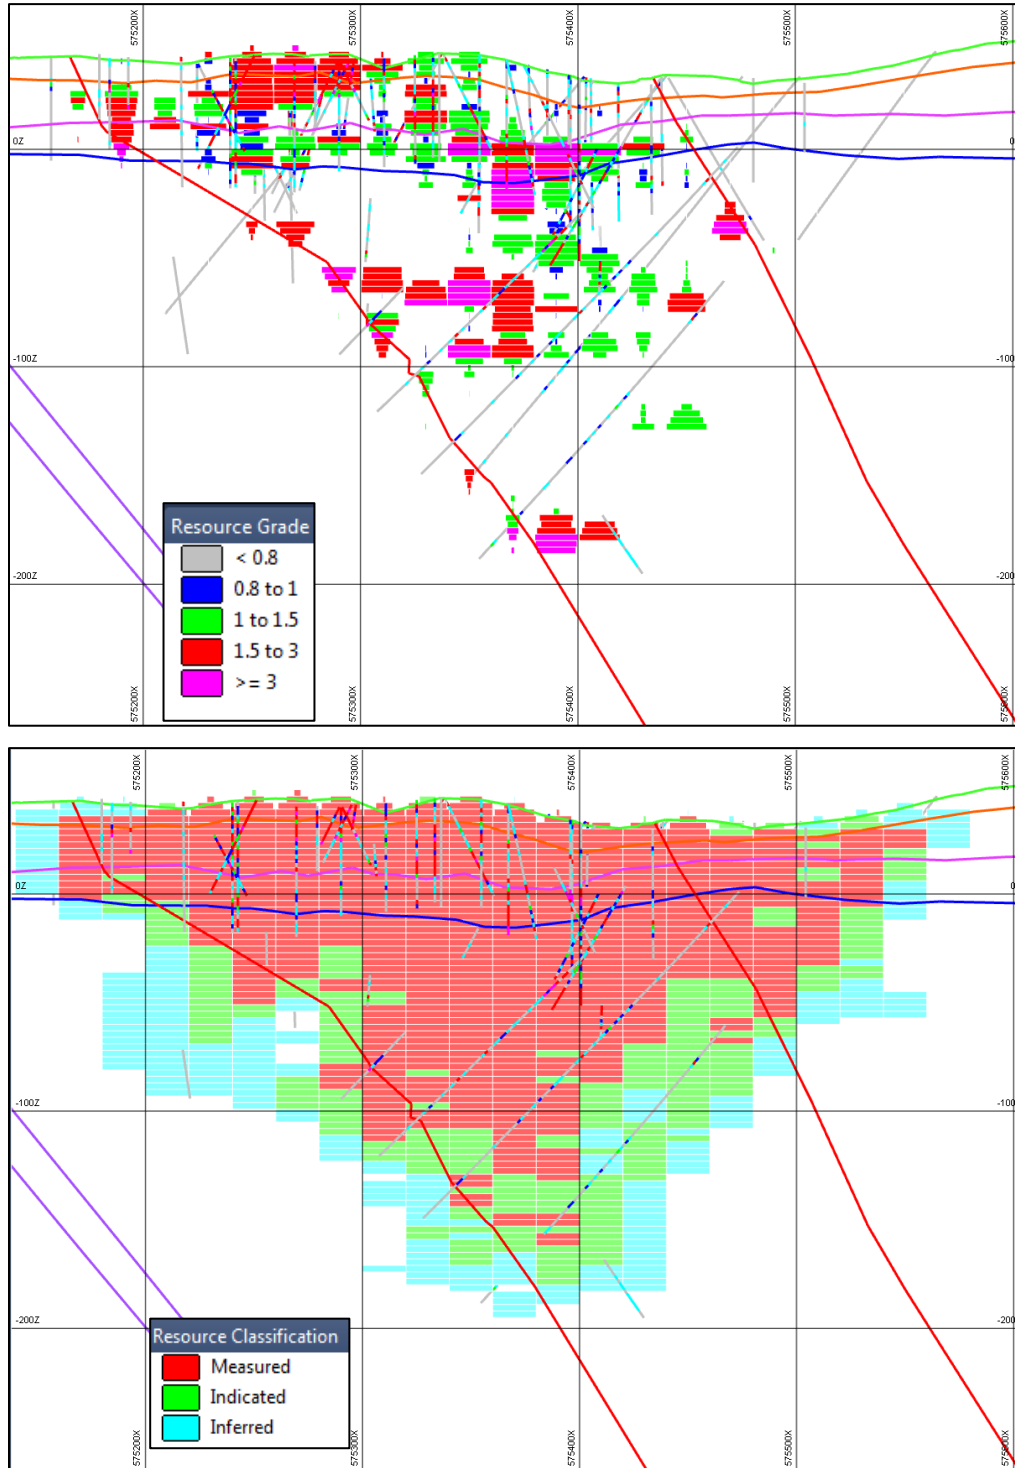 575200X 575300X 575400X 575500X 575600X
0Z 0
-100Z -100
-200Z -200
Resource Grade
< 0.8
0.8 to 1
1 to 1.5
1.5 to 3
>= 3
575200X 575300X 575400X 575500X 575600X
575200X 575300X 575400X 575500X 575600X
0Z 0
-100Z -100
-200Z -200
Resource Classification
Measured
Indicated
Inferred
575200X 575300X 575400X 575500X 575600X